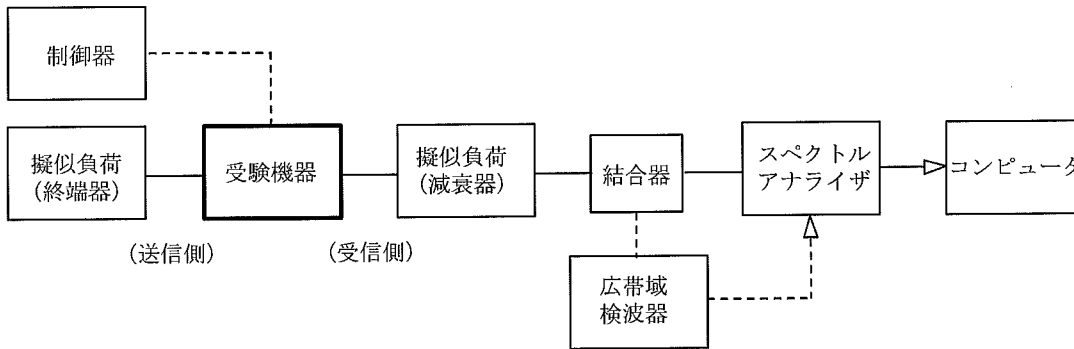 制御器
擬似負荷
(終端器)
受験機器
擬似負荷
(減衰器)
結合器
スペクトル
アナライザ
コンピュータ
(送信側)
(受信側)
広帯域
検波器